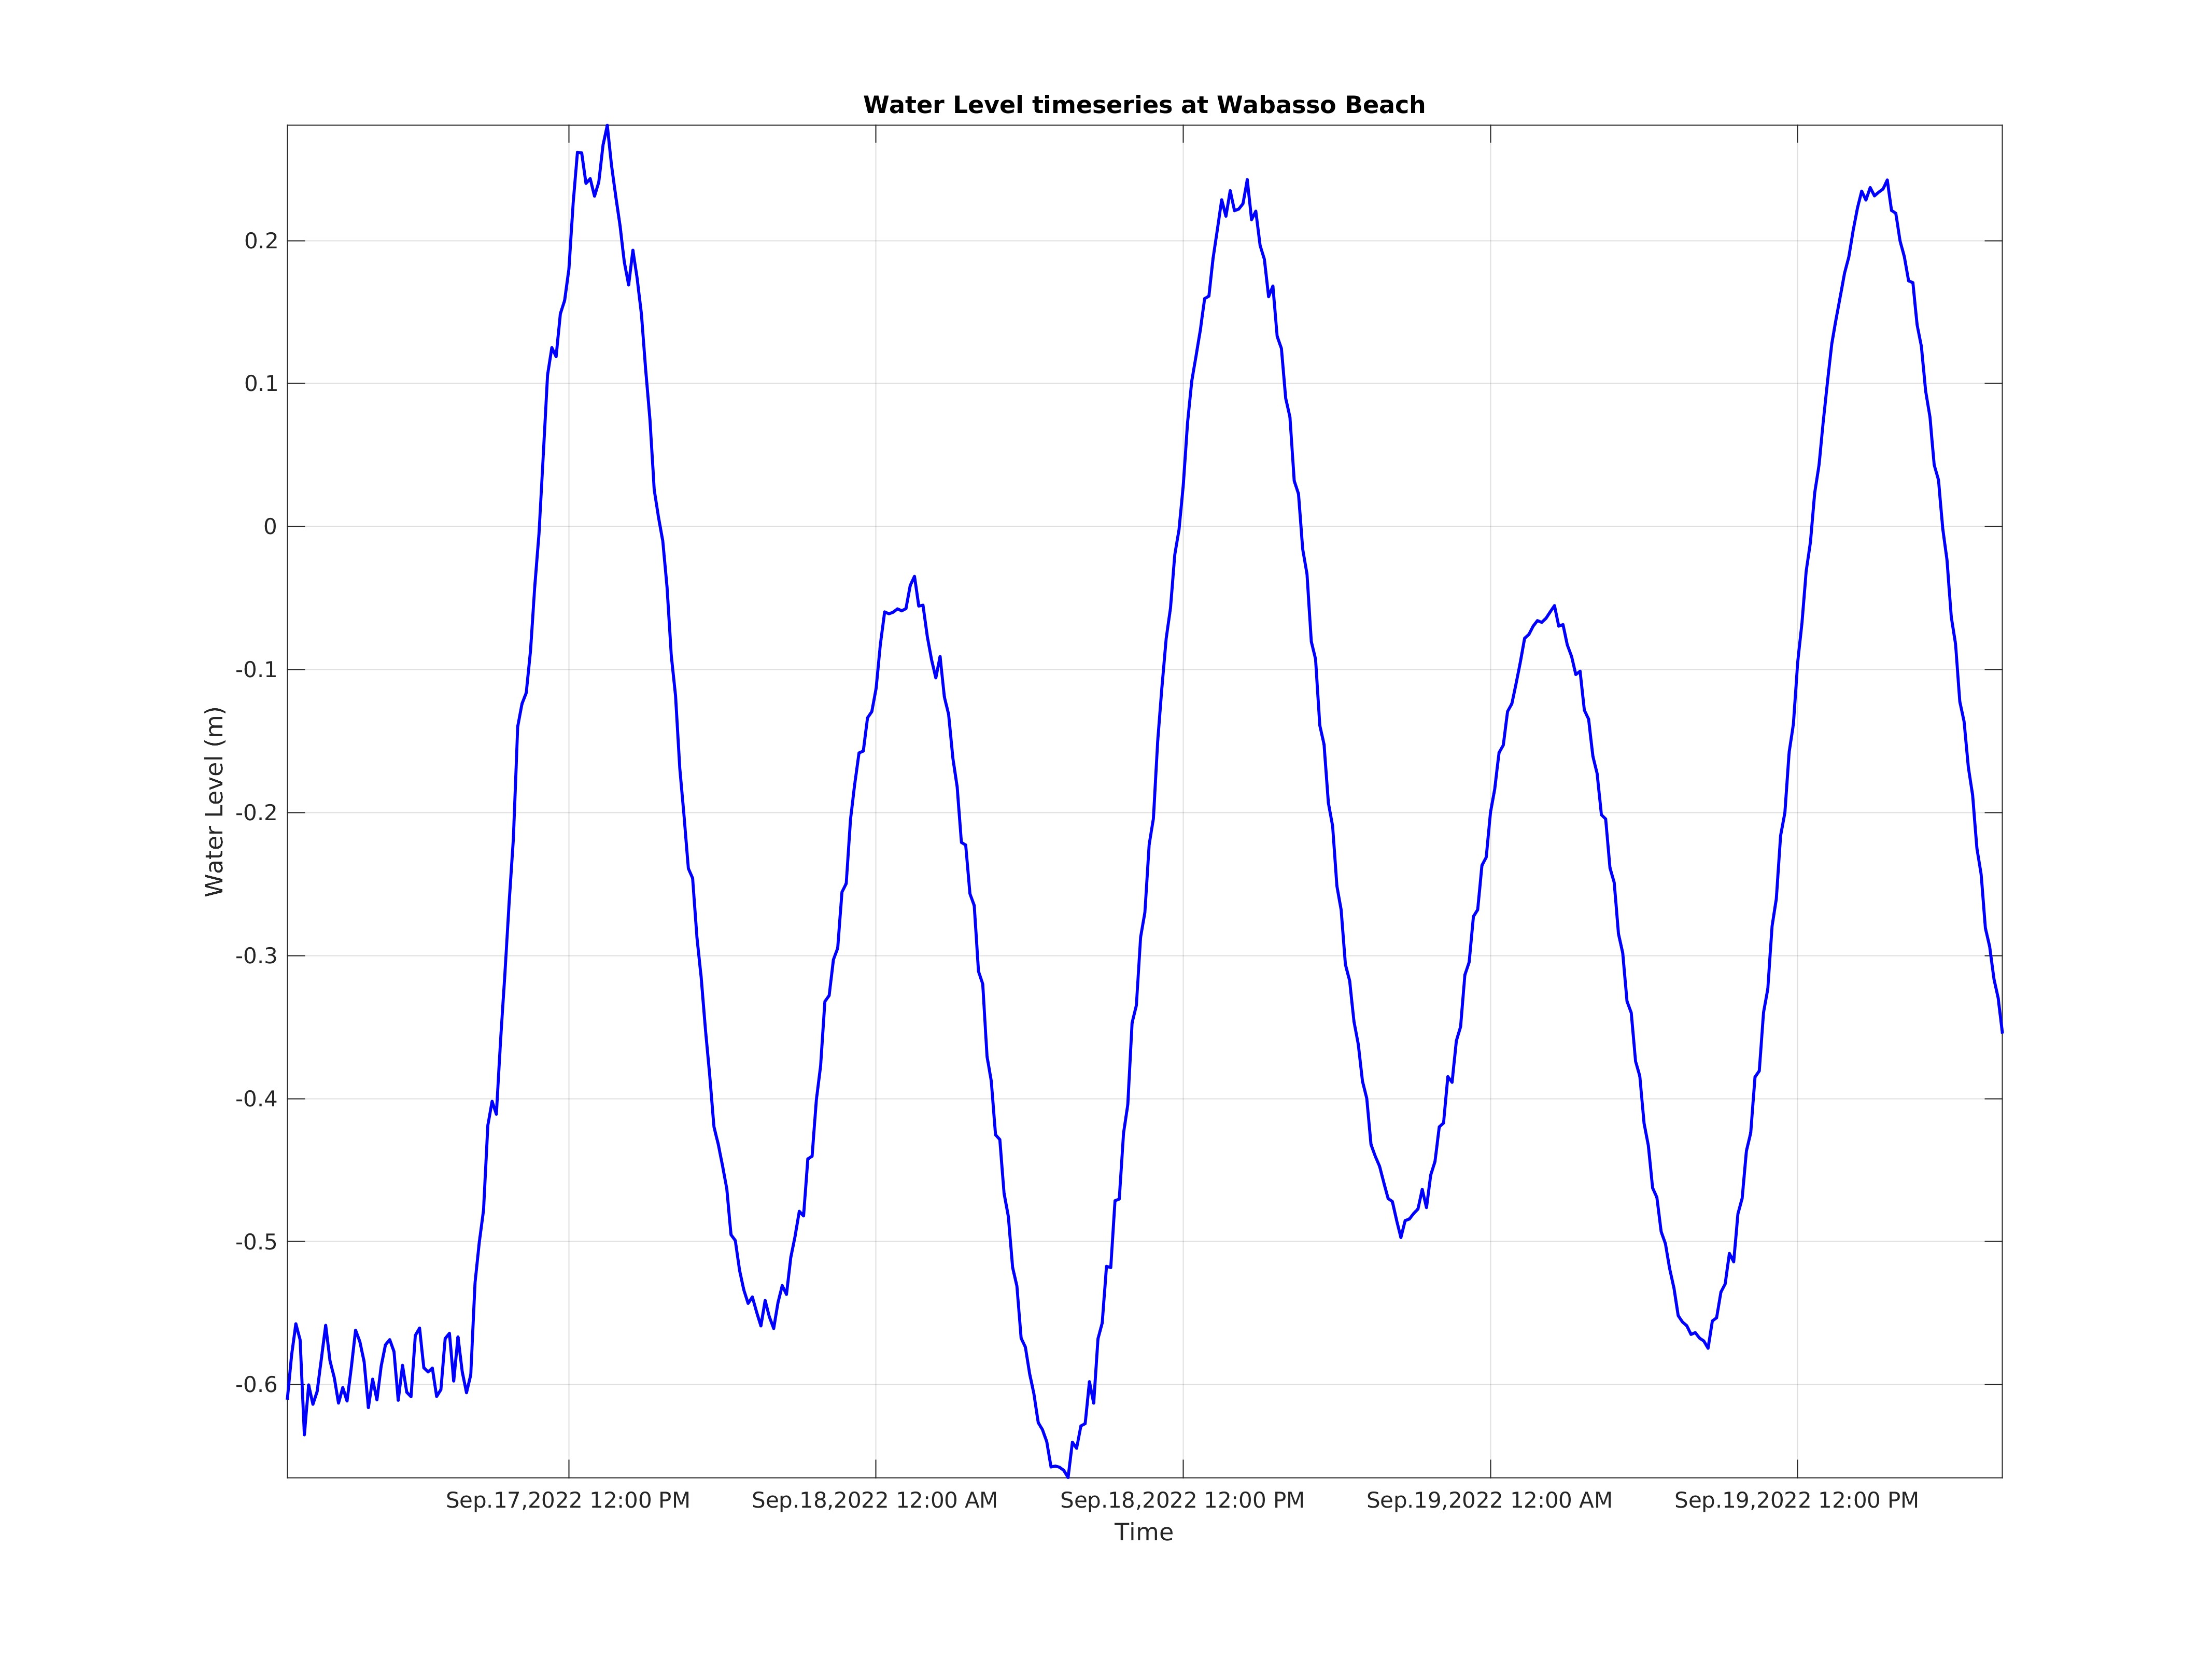 Water Level timeseries at Wabasso Beach
0.2
0.1
0
-0.1
-0.2
-0.3
-0.4
-0.5
-0.6
Water Level (m)
Sep.17,2022 12:00 PM
Sep.18,2022 12:00 AM
Sep.18,2022 12:00 PM
Sep.19,2022 12:00 AM
Sep.19,2022 12:00 PM
Time